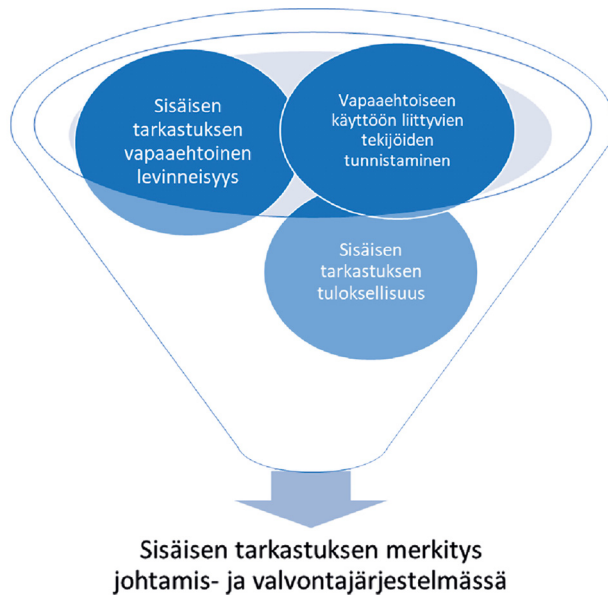 Sisäisen
tarkastuksen
vapaaehtoinen
levinneisyys
Vapaaehtoiseen
käyttöön liittyvien
tekijöiden
tunnistaminen
Sisäisen
tarkastuksen
tuloksellisuus
Sisäisen tarkastuksen merkitys
johtamis- ja valvontajärjestelmässä